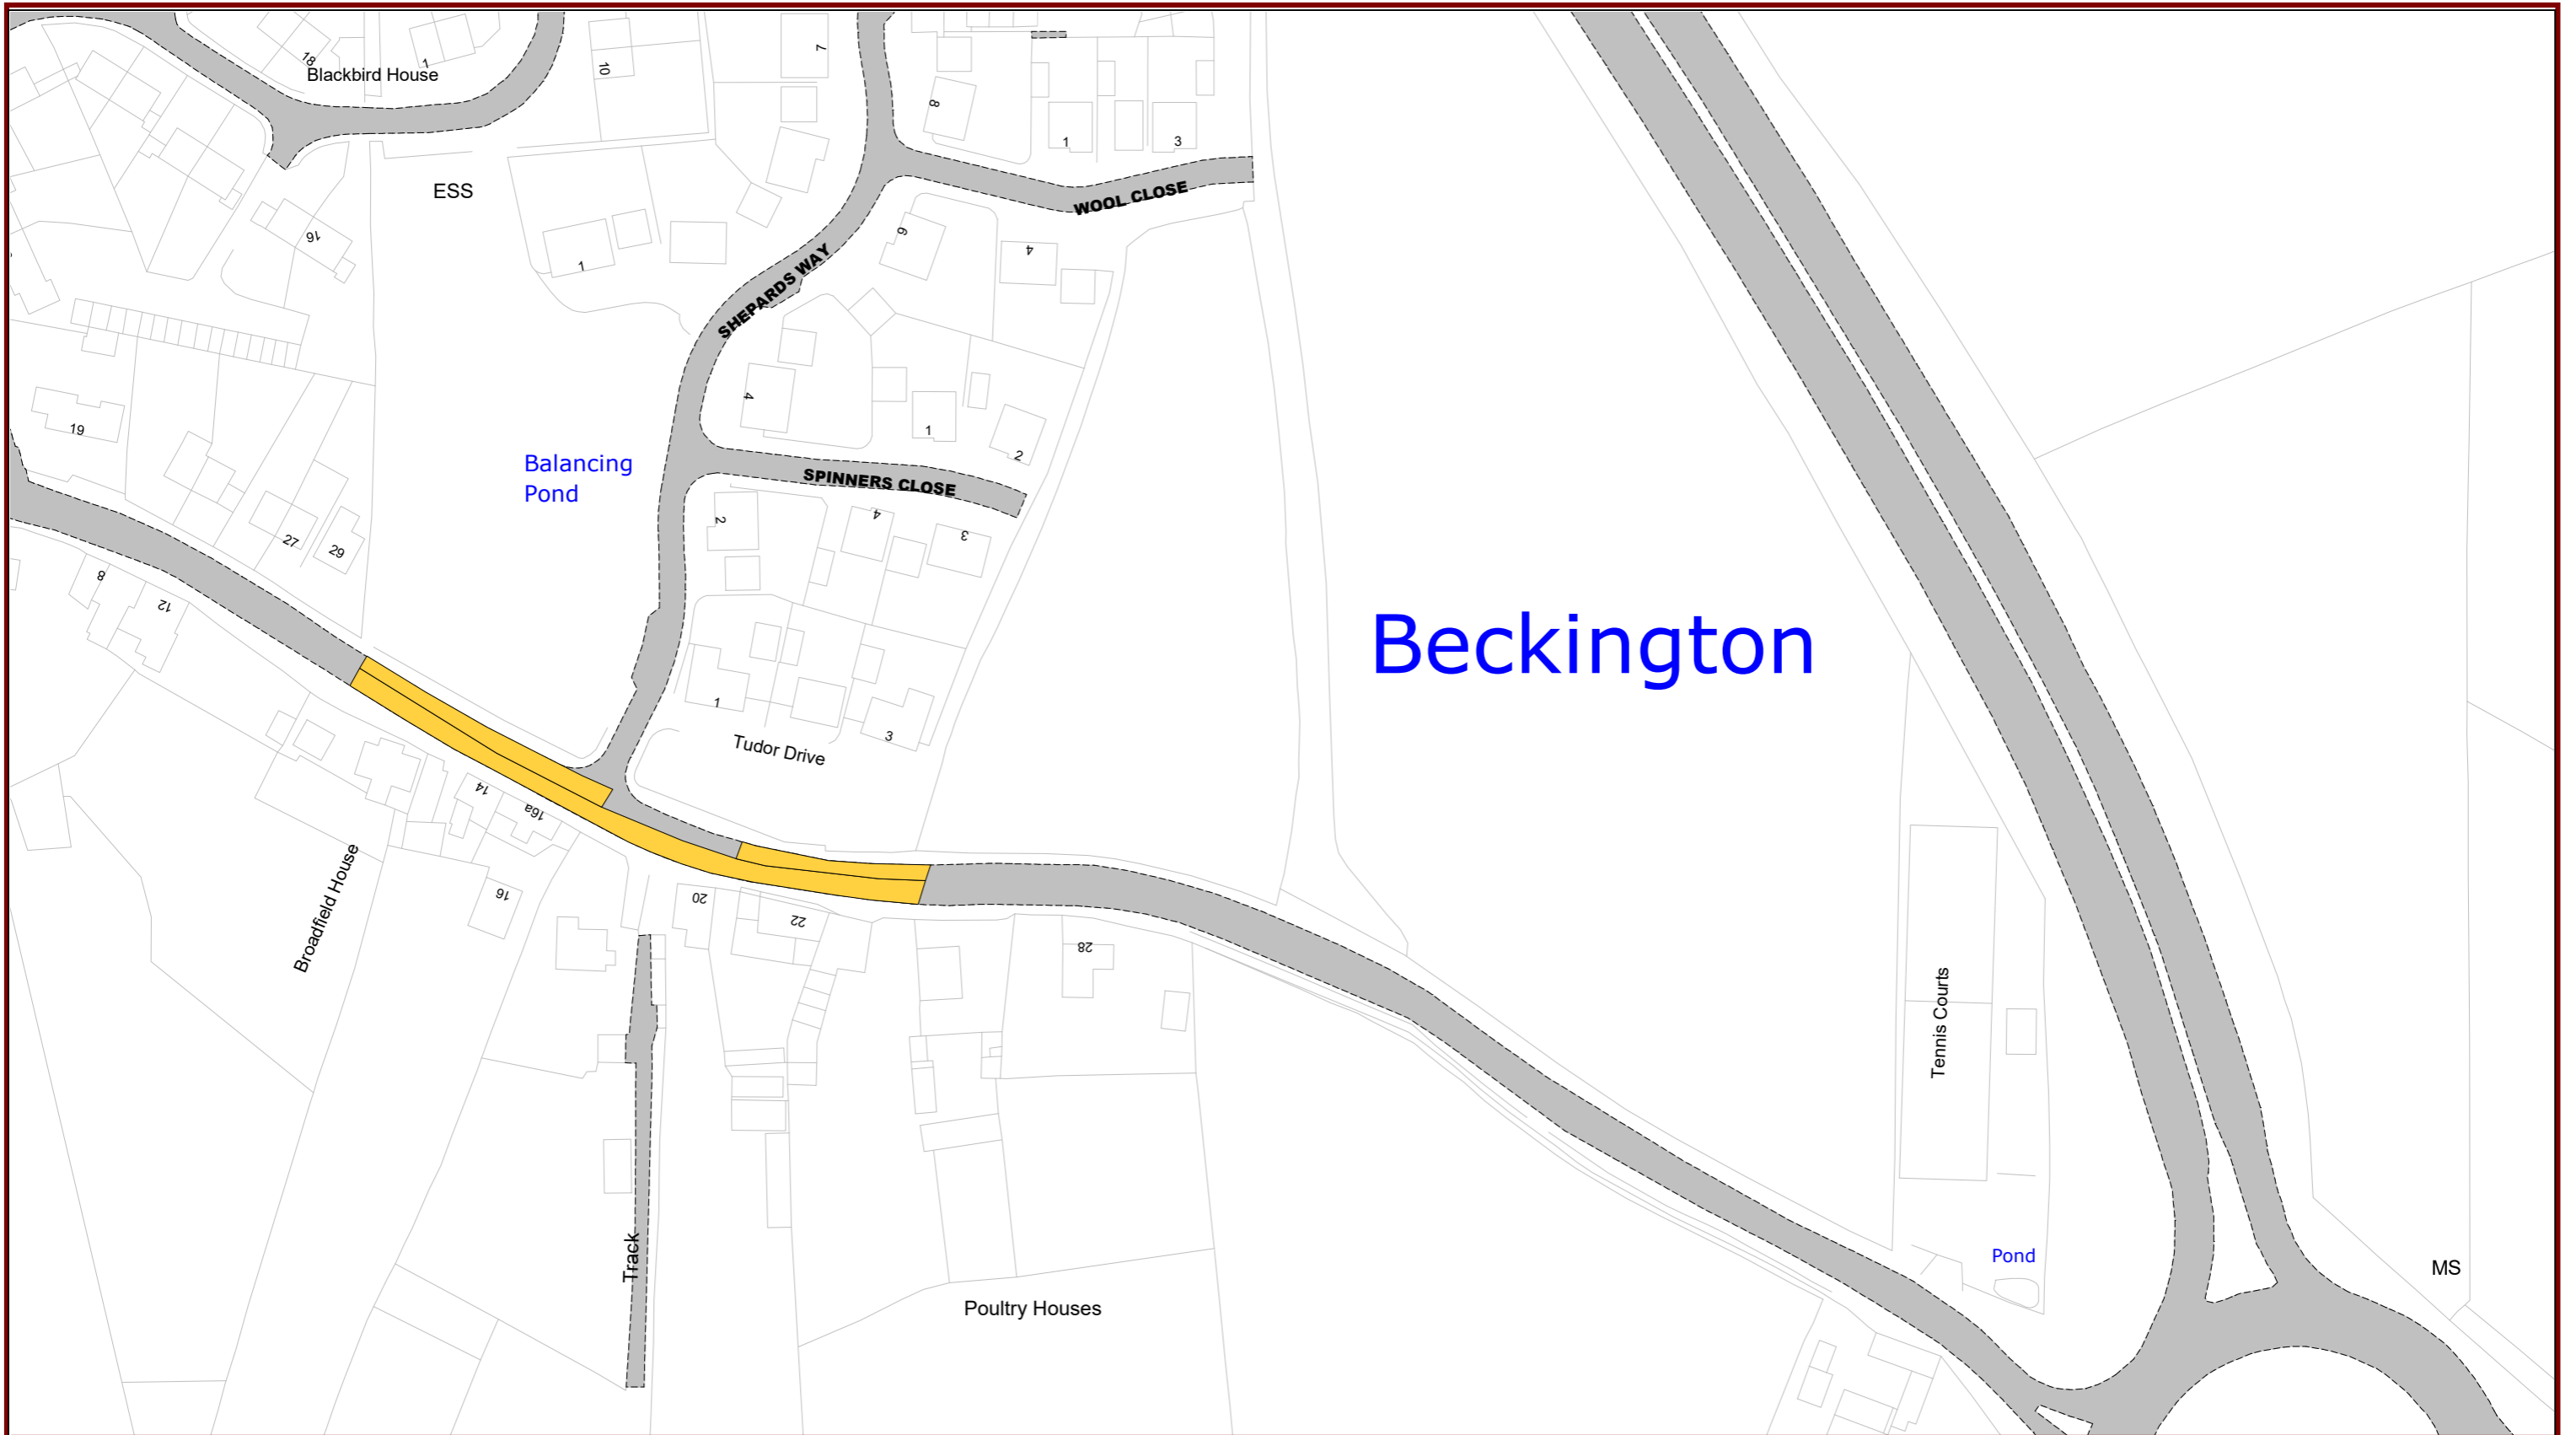 18
Blackbird House
1
10
7
8
1
3
ESS
WOOL CLOSE
16
1
6
4
SHEPARDS WAY
4
19
1
2
Balancing
Pond
SPINNERS CLOSE
2
4
3
27
29
8
12
Beckington
1
3
Tudor Drive
14
16a
Broadfield House
16
20
22
28
Tennis Courts
Track
Pond
MS
Poultry Houses